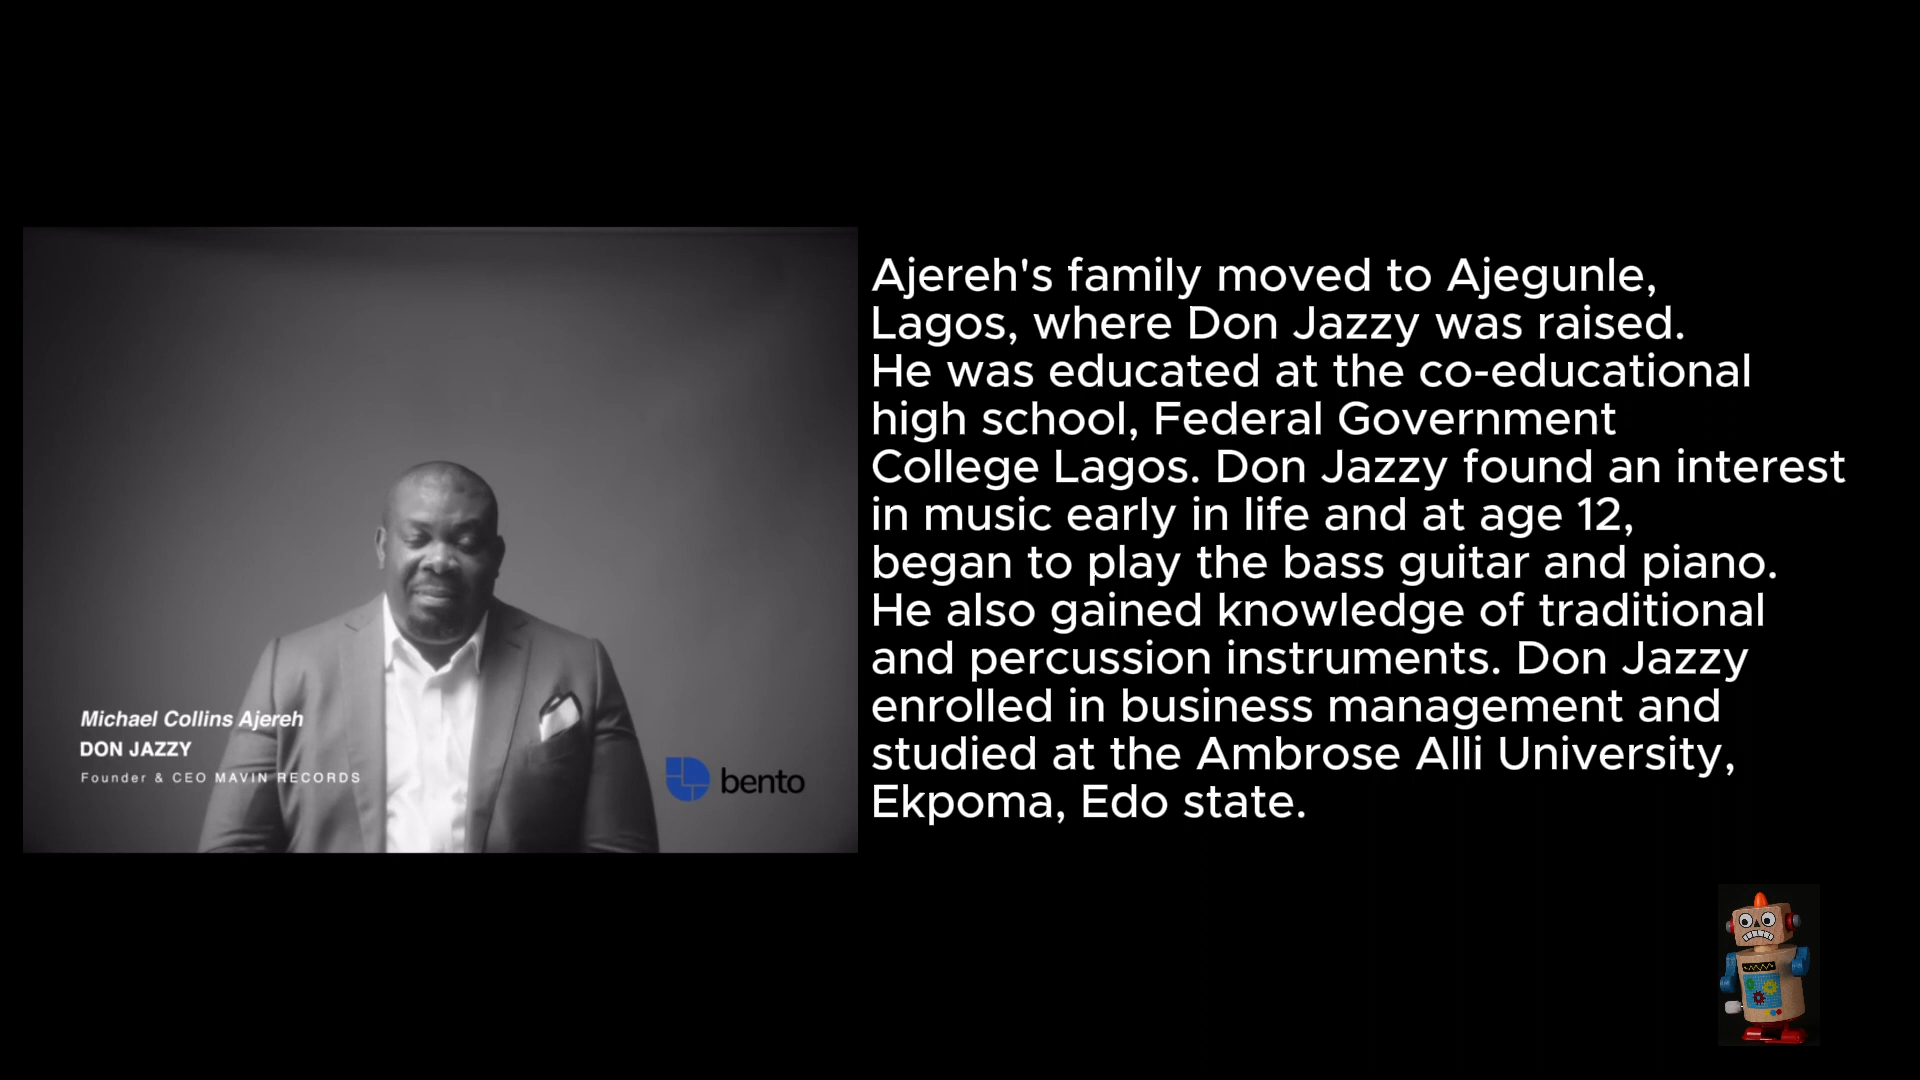 Michael Collins Ajereh
DON JAZZY
Founder & CEO MAVIN RECORDS
bento
Ajereh's family moved to Ajegunle,
Lagos, where Don Jazzy was raised.
He was educated at the co-educational
high school, Federal Government
College Lagos. Don Jazzy found an interest
in music early in life and at age 12,
began to play the bass guitar and piano.
He also gained knowledge of traditional
and percussion instruments. Don Jazzy
enrolled in business management and
studied at the Ambrose Alli University,
Ekpoma, Edo state.